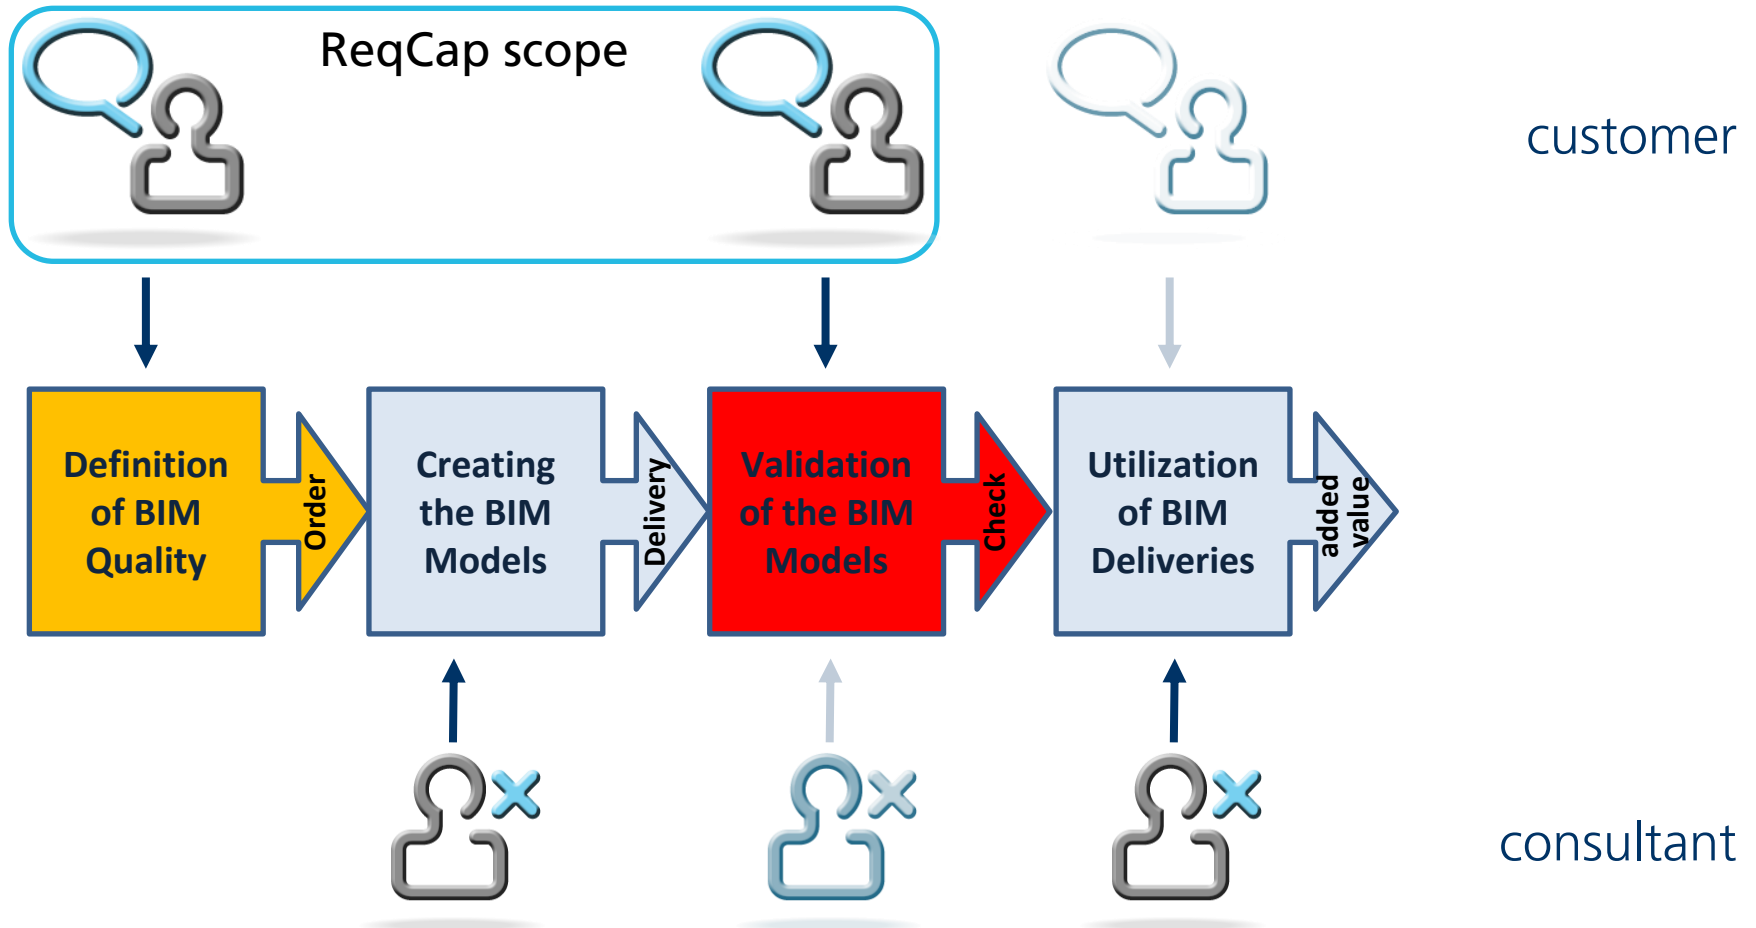 ReqCap scope
customer
Definition
of BIM
Quality
Order
Creating
the BIM
Models
Delivery
Validation
of the BIM
Models
Check
Utilization
of BIM
Deliveries
added
value
consultant